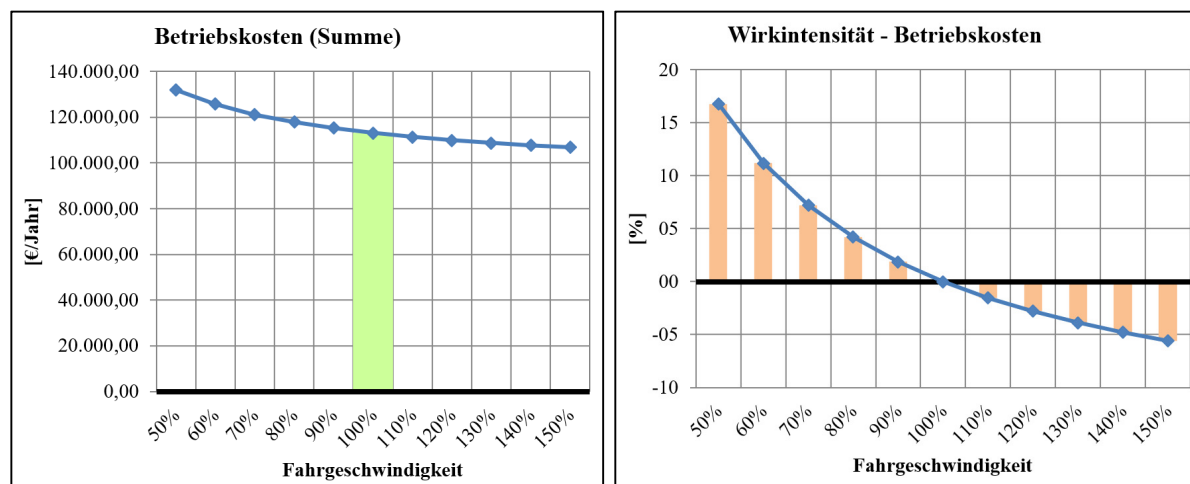 Betriebskosten (Summe)
[€/Jahr]
140.000,00
120.000,00
100.000,00
80.000,00
60.000,00
40.000,00
20.000,00
0,00
50% 60% 70% 80% 90% 100% 110% 120% 130% 140% 150%
Fahrgeschwindigkeit
Wirkintensität - Betriebskosten
[%]
20
15
10
05
00
-05
-10
50% 60% 70% 80% 90% 100% 110% 120% 130% 140% 150%
Fahrgeschwindigkeit